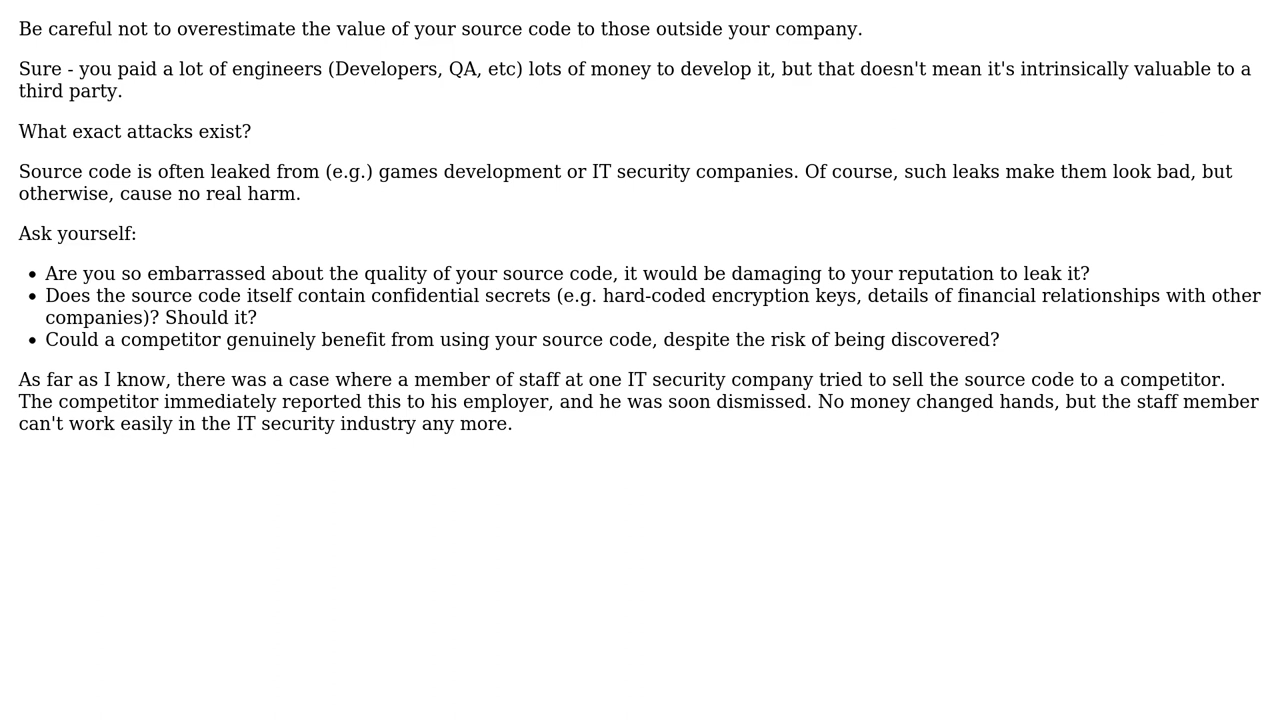 Be careful not to overestimate the value of your source code to those outside your company.
Sure - you paid a lot of engineers (Developers, QA, etc) lots of money to develop it, but that doesn't mean it's intrinsically valuable to a
third party.
What exact attacks exist?
Source code is often leaked from (e.g.) games development or IT security companies. Of course, such leaks make them look bad, but
otherwise, cause no real harm.
Ask yourself:
• Are you so embarrassed about the quality of your source code, it would be damaging to your reputation to leak it?
• Does the source code itself contain confidential secrets (e.g. hard-coded encryption keys, details of financial relationships with other
companies)? Should it?
• Could a competitor genuinely benefit from using your source code, despite the risk of being discovered?
As far as I know, there was a case where a member of staff at one IT security company tried to sell the source code to a competitor.
The competitor immediately reported this to his employer, and he was soon dismissed. No money changed hands, but the staff member
can't work easily in the IT security industry any more.